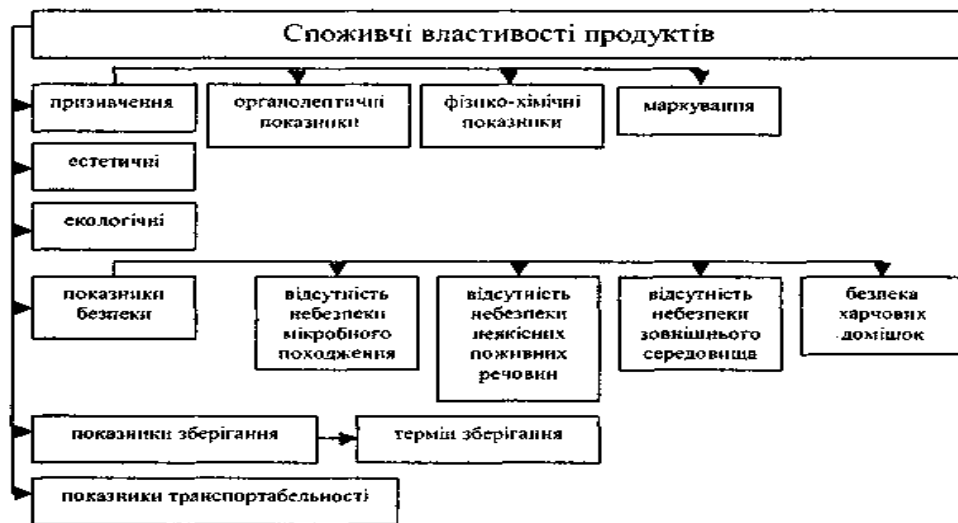 Споживчі властивості продуктів
призивчення
органолептичні
показники
фізико-хімічні
показники
маркування
естетичні
екологічні
показники
безпеки
відсутність
небезпеки
мікробного
походження
відсутність
небезпеки
неякісних
поживних
речовин
відсутність
небезпеки
зовнішнього
середовища
безпека
харчових
домішок
показники зберігання
термін зберігання
показники транспортабельності